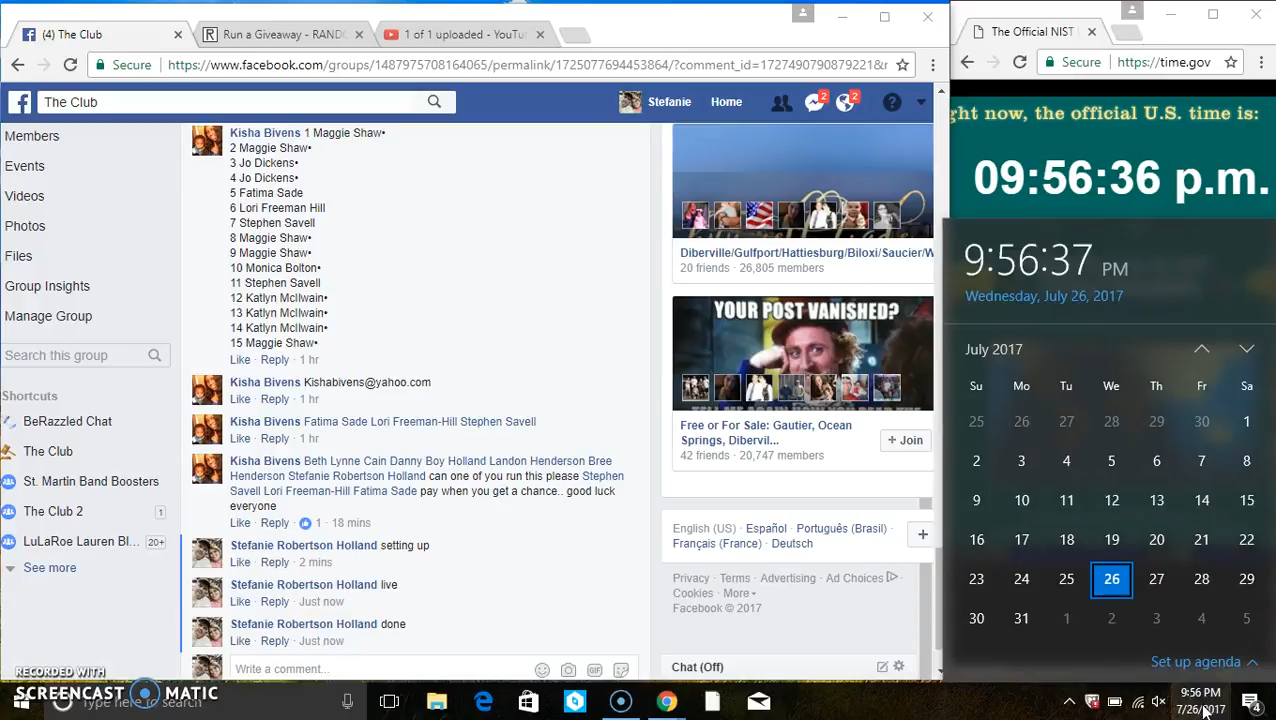 (4) The Club
Run a Giveaway - RAND
1 of 1 uploaded - YouTu
The Official NIST
Secure
https://www.facebook.com/groups/1487975708164065/permalink/1725077694453864/?comment_id=1727490790879221&r
Secure
https://time.gov
The Club
Stefanie
Home
2
2
ght now, the official U.S. time is:
09:56:36 p.m.
Members
Events
Videos
Photos
Files
Group Insights
Manage Group
Search this group
Shortcuts
BeRazzled Chat
The Club
St. Martin Band Boosters
The Club 2 1
LuLaRoe Lauren Bl... 20+
See more
Kisha Bivens 1 Maggie Shaw•
2 Maggie Shaw•
3 Jo Dickens•
4 Jo Dickens•
5 Fatima Sade
6 Lori Freeman Hill
7 Stephen Savell
8 Maggie Shaw•
9 Maggie Shaw•
10 Monica Bolton•
11 Stephen Savell
12 Katlyn McIlwain•
13 Katlyn McIlwain•
14 Katlyn McIlwain•
15 Maggie Shaw•
Like · Reply · 1 hr
Kisha Bivens Kishabivens@yahoo.com
Like · Reply · 1 hr
Kisha Bivens Fatima Sade Lori Freeman-Hill Stephen Savell
Like · Reply · 1 hr
Kisha Bivens Beth Lynne Cain Danny Boy Holland Landon Henderson Bree
Henderson Stefanie Robertson Holland can one of you run this please Stephen
Savell Lori Freeman-Hill Fatima Sade pay when you get a chance.. good luck
everyone
Like · Reply · 1 · 18 mins
Stefanie Robertson Holland setting up
Like · Reply · 2 mins
Stefanie Robertson Holland live
Like · Reply · Just now
Stefanie Robertson Holland done
Like · Reply · Just now
Write a comment...
GIF
Diberville/Gulfport/Hattiesburg/Biloxi/Saucier/W
20 friends · 26,805 members
YOUR POST VANISHED?
Free or For Sale: Gautier, Ocean
Springs, Dibervil...
42 friends · 20,747 members
+ Join
English (US) · Español · Português (Brasil) ·
Français (France) · Deutsch
Privacy · Terms · Advertising · Ad Choices
Cookies · More
Facebook © 2017
Chat (Off)
9:56:37 PM
Wednesday, July 26, 2017
July 2017
Su Mo Tu We Th Fr Sa
25 26 27 28 29 30 1
2 3 4 5 6 7 8
9 10 11 12 13 14 15
16 17 18 19 20 21 22
23 24 25 26 27 28 29
30 31 1 2 3 4 5
Set up agenda
RECORDED WITH
SCREENCAST MATIC
Type here to search
9:56 PM
7/26/2017
4